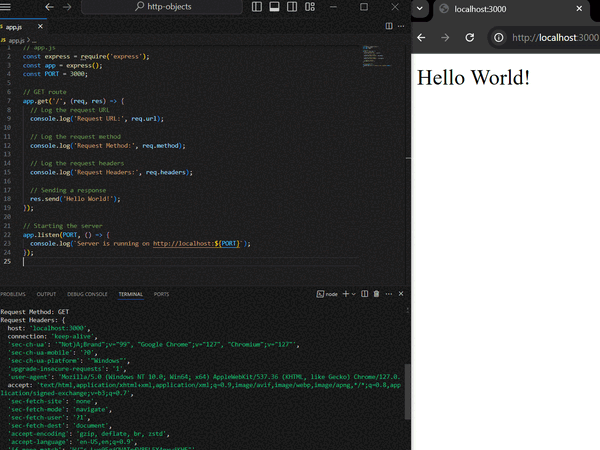 http-objects
app.js
app.js > ...
1 // app.js
2 const express = require('express');
3 const app = express();
4 const PORT = 3000;
5
6 // GET route
7 app.get('/', (req, res) => {
8 // Log the request URL
9 console.log('Request URL:', req.url);
10
11 // Log the request method
12 console.log('Request Method:', req.method);
13
14 // Log the request headers
15 console.log('Request Headers:', req.headers);
16
17 // Sending a response
18 res.send('Hello World!');
19 });
20
21 // Starting the server
22 app.listen(PORT, () => {
23 console.log(`Server is running on http://localhost:${PORT}`);
24 });
25
PROBLEMS OUTPUT DEBUG CONSOLE TERMINAL PORTS node
Request Method: GET
Request Headers: {
host: 'localhost:3000',
connection: 'keep-alive',
'sec-ch-ua': '"Not)A;Brand";v="99", "Google Chrome";v="127", "Chromium";v="127"',
'sec-ch-ua-mobile': '?0',
'sec-ch-ua-platform': '"Windows"',
'upgrade-insecure-requests': '1',
'user-agent': 'Mozilla/5.0 (Windows NT 10.0; Win64; x64) AppleWebKit/537.36 (KHTML, like Gecko) Chrome/127.0.
accept: 'text/html,application/xhtml+xml,application/xml;q=0.9,image/avif,image/webp,image/apng,*/*;q=0.8,app
lication/signed-exchange;v=b3;q=0.7',
'sec-fetch-site': 'none',
'sec-fetch-mode': 'navigate',
'sec-fetch-user': '?1',
'sec-fetch-dest': 'document',
'accept-encoding': 'gzip, deflate, br, zstd',
'accept-language': 'en-US,en;q=0.9',
localhost:3000
http://localhost:3000
Hello World!